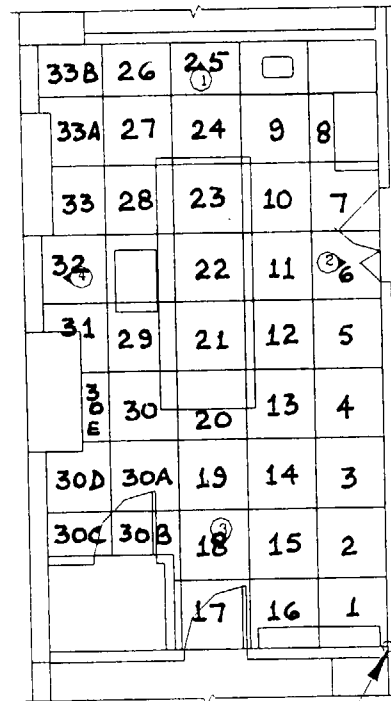 33B 26 25 1
33A 27 24 9 8
33 28 23 10 7
32 4 22 11 2 6
31 29 21 12 5
30E 30 20 13 4
30D 30A 19 14 3
30C 30B 18 3 15 2
17 16 1